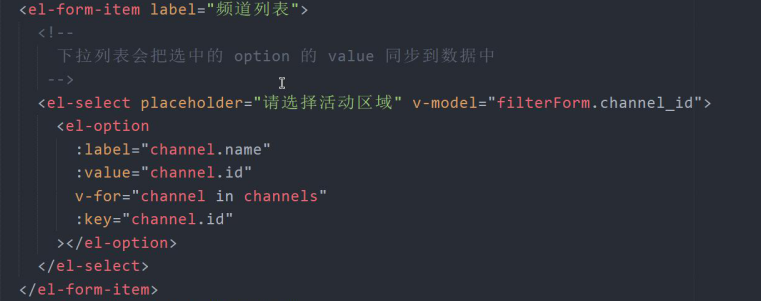 <el-form-item label="频道列表">
<!--
下拉列表会把选中的 option 的 value 同步到数据中
-->
<el-select placeholder="请选择活动区域" v-model="filterForm.channel_id">
<el-option
:label="channel.name"
:value="channel.id"
v-for="channel in channels"
:key="channel.id"
></el-option>
</el-select>
</el-form-item>